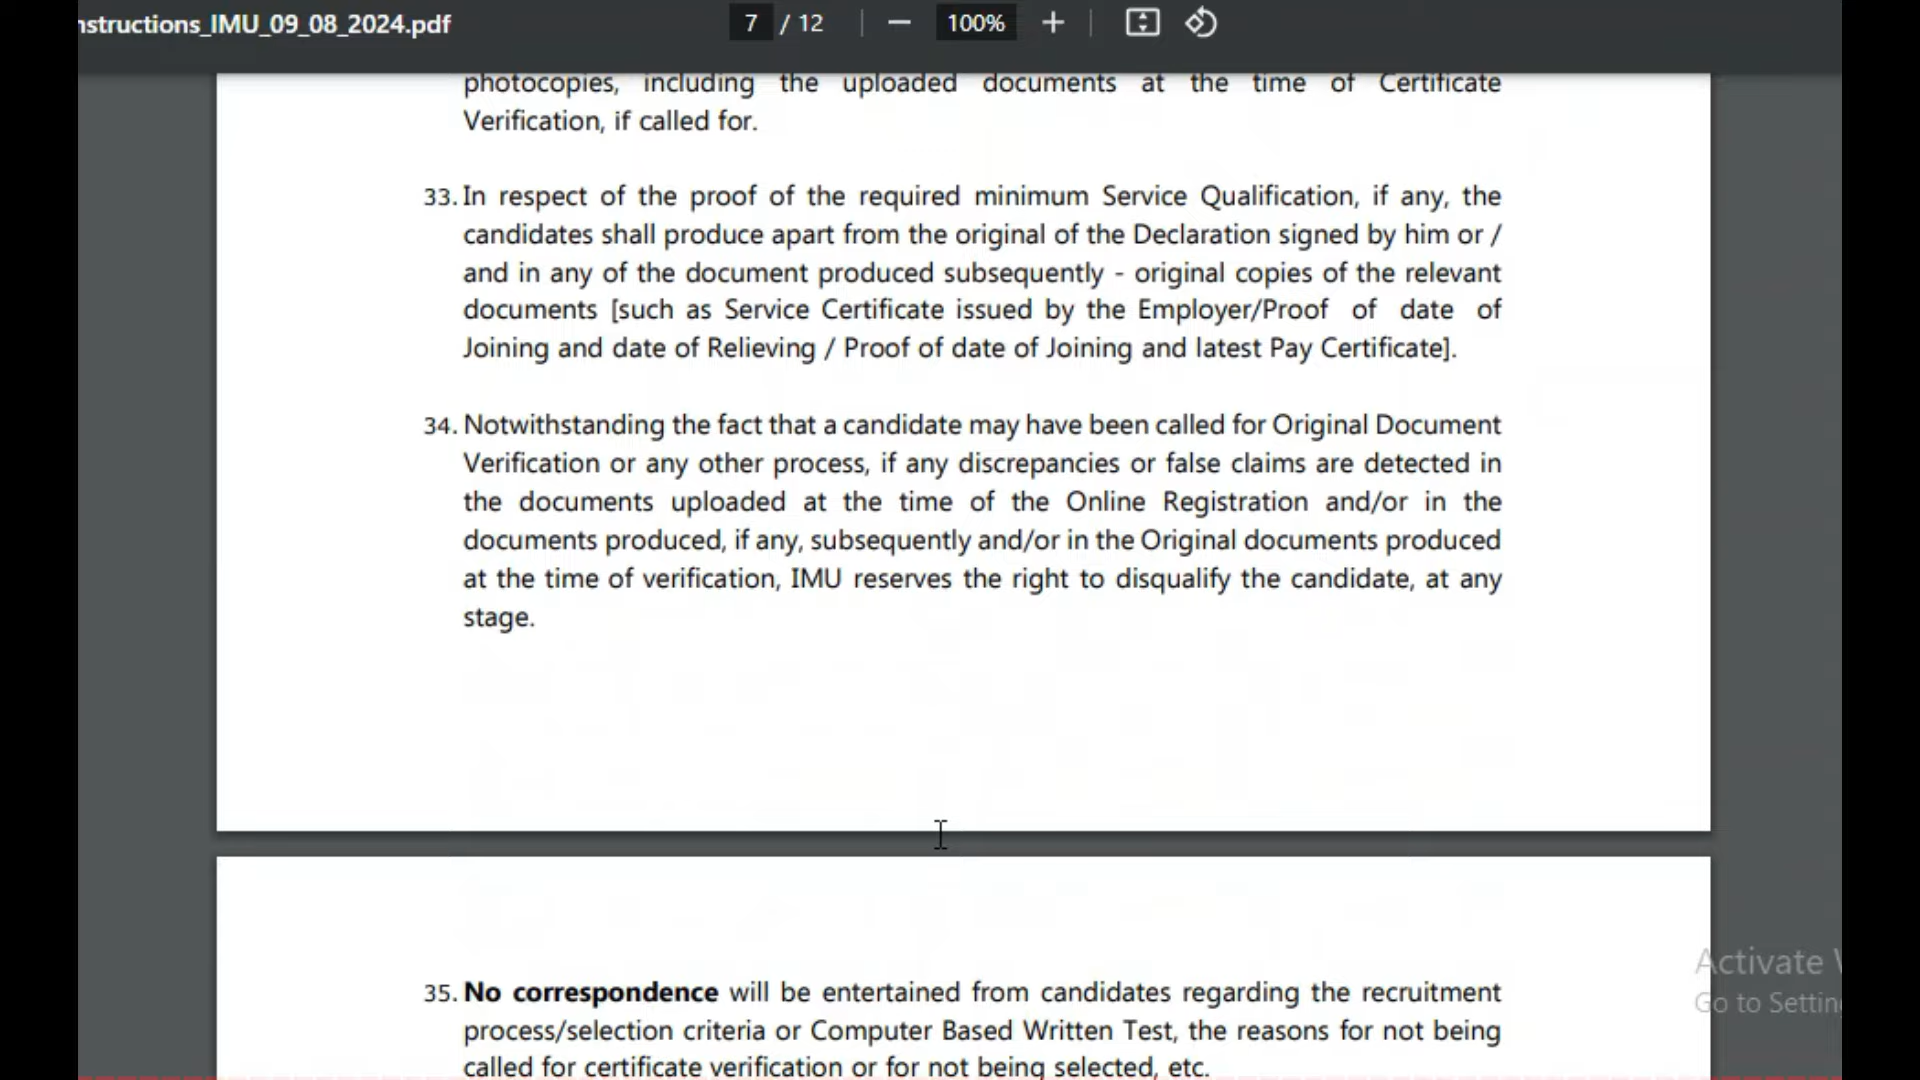 nstructions_IMU_09_08_2024.pdf
7 / 12
100%
photocopies, including the uploaded documents at the time of Certificate
Verification, if called for.
33. In respect of the proof of the required minimum Service Qualification, if any, the
candidates shall produce apart from the original of the Declaration signed by him or /
and in any of the document produced subsequently - original copies of the relevant
documents [such as Service Certificate issued by the Employer/Proof of date of
Joining and date of Relieving / Proof of date of Joining and latest Pay Certificate].
34. Notwithstanding the fact that a candidate may have been called for Original Document
Verification or any other process, if any discrepancies or false claims are detected in
the documents uploaded at the time of the Online Registration and/or in the
documents produced, if any, subsequently and/or in the Original documents produced
at the time of verification, IMU reserves the right to disqualify the candidate, at any
stage.
35. No correspondence will be entertained from candidates regarding the recruitment
process/selection criteria or Computer Based Written Test, the reasons for not being
called for certificate verification or for not being selected, etc.
Activate
Go to Settin